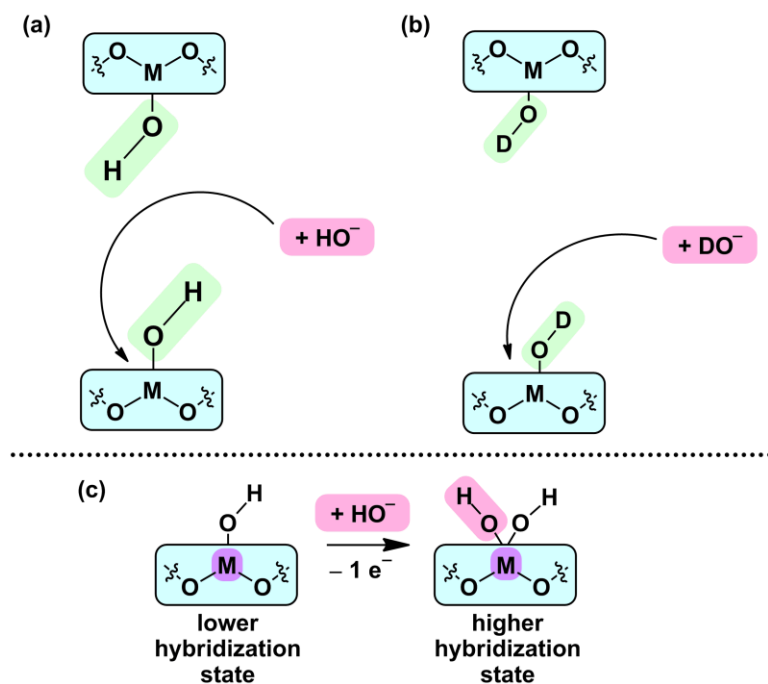 (a)
O O
M
O
H
+ HO⁻
H
O
M
O O
(b)
O O
M
O
D
+ DO⁻
D
O
M
O O
(c)
H
O
M
O O
lower
hybridization
state
+ HO⁻
– 1 e⁻
H H
O O
M
O O
higher
hybridization
state